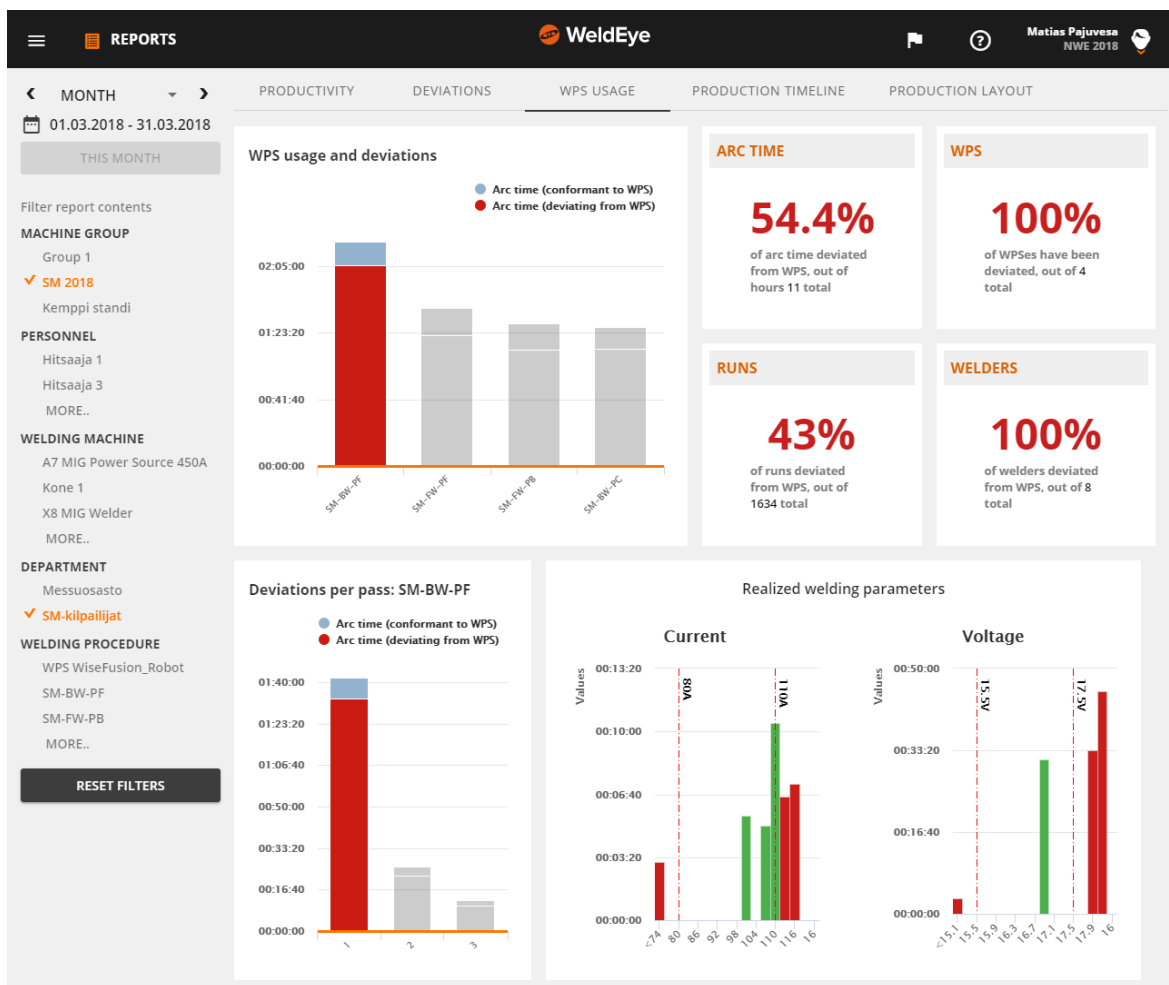 REPORTS
WeldEye
Matias Pajuvesa
NWE 2018
MONTH
01.03.2018 - 31.03.2018
THIS MONTH
Filter report contents
MACHINE GROUP
Group 1
SM 2018
Kemppi standi
PERSONNEL
Hitsaaja 1
Hitsaaja 3
MORE..
WELDING MACHINE
A7 MIG Power Source 450A
Kone 1
X8 MIG Welder
MORE..
DEPARTMENT
Messuosasto
SM-kilpailijat
WELDING PROCEDURE
WPS WiseFusion_Robot
SM-BW-PF
SM-FW-PB
MORE..
RESET FILTERS
PRODUCTIVITY
DEVIATIONS
WPS USAGE
PRODUCTION TIMELINE
PRODUCTION LAYOUT
WPS usage and deviations
Arc time (conformant to WPS)
Arc time (deviating from WPS)
02:05:00
01:23:20
00:41:40
00:00:00
SM-BW-PF
SM-FW-PF
SM-FW-PB
SM-BW-PC
ARC TIME
54.4%
of arc time deviated
from WPS, out of
hours 11 total
WPS
100%
of WPSes have been
deviated, out of 4
total
RUNS
43%
of runs deviated
from WPS, out of
1634 total
WELDERS
100%
of welders deviated
from WPS, out of 8
total
Deviations per pass: SM-BW-PF
Arc time (conformant to WPS)
Arc time (deviating from WPS)
01:40:00
01:23:20
01:06:40
00:50:00
00:33:20
00:16:40
00:00:00
1
2
3
Realized welding parameters
Current
Values
00:13:20
00:10:00
00:06:40
00:03:20
00:00:00
80A
110A
<74
80
86
92
98
104
110
116
16
Voltage
Values
00:50:00
00:33:20
00:16:40
00:00:00
15.5V
17.5V
<15.1
15.5
15.9
16.3
16.7
17.1
17.5
17.9
16